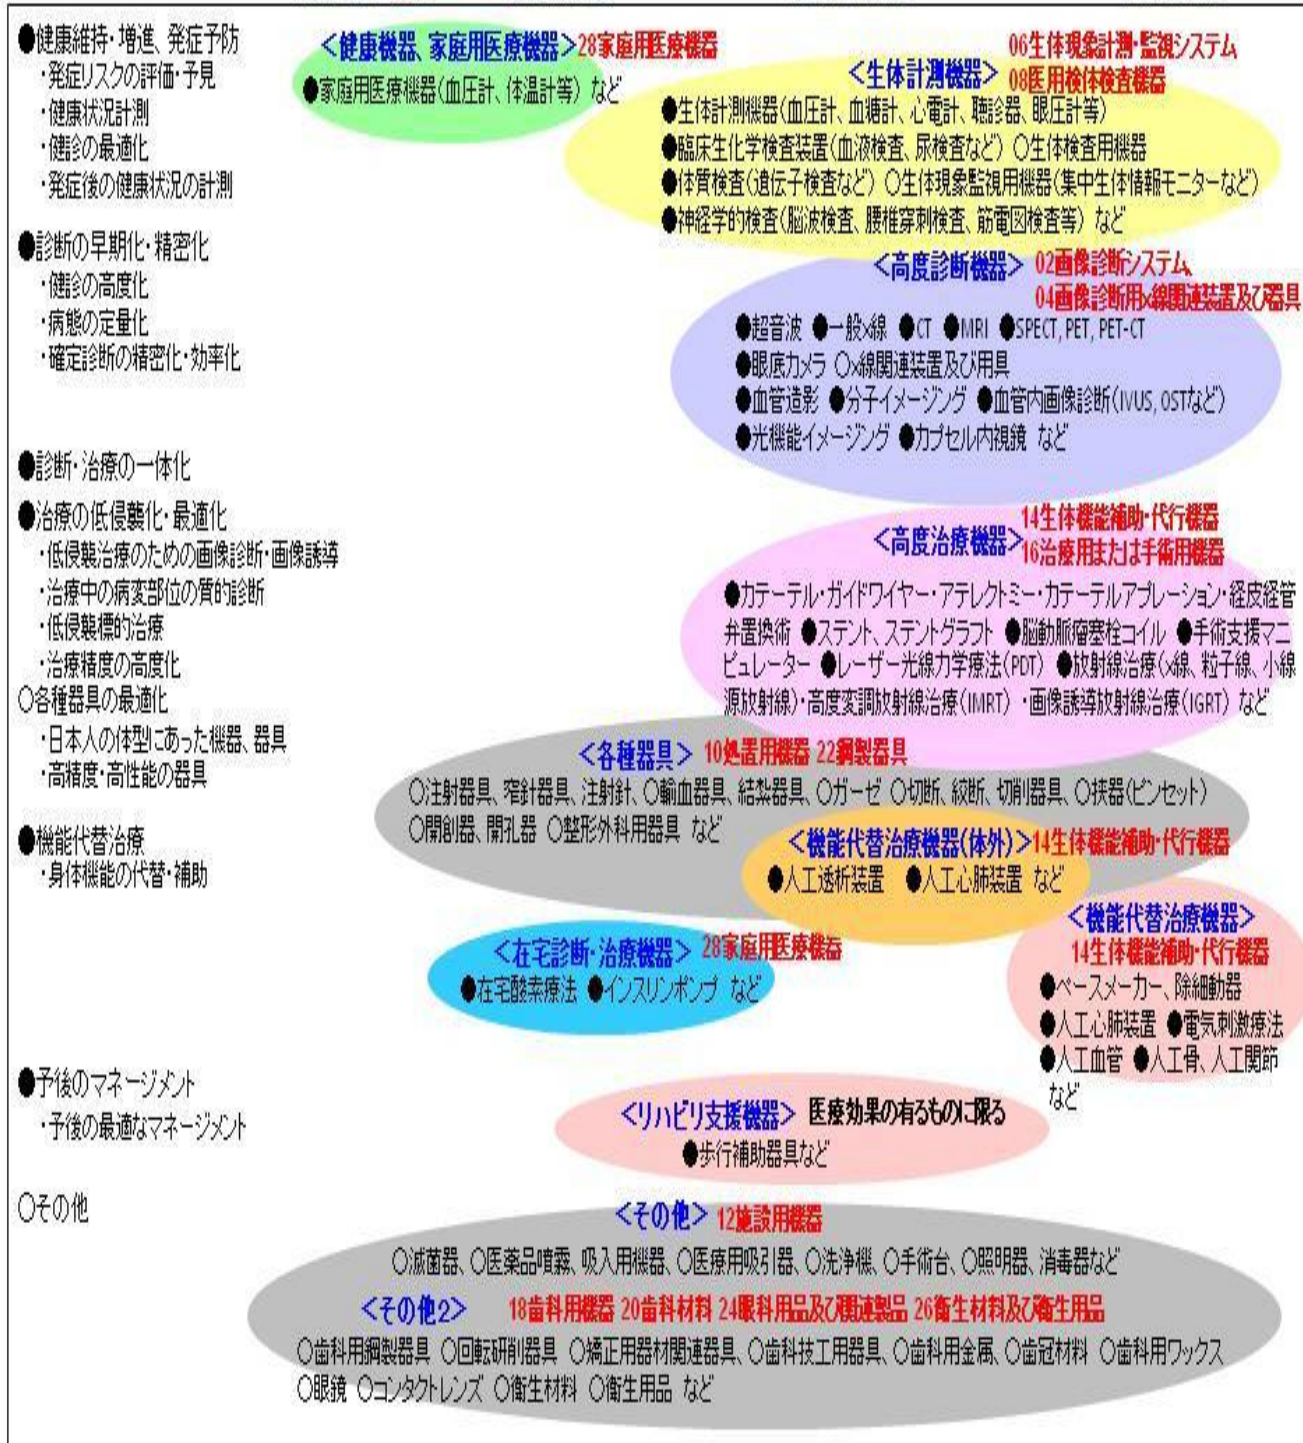 ●健康維持・増進、発症予防
・発症リスクの評価・予見
・健康状況計測
・健診の最適化
・発症後の健康状況の計測
<健康機器、家庭用医療機器>28家庭用医療機器
●家庭用医療機器(血圧計、体温計等) など
06生体現象計測・監視システム
<生体計測機器>
08医用検体検査機器
●生体計測機器(血圧計、血糖計、心電計、聴診器、眼圧計等)
●臨床生化学検査装置(血液検査、尿検査など) ○生体検査用機器
●体質検査(遺伝子検査など) ○生体現象監視用機器(集中生体情報モニターなど)
●神経学的検査(脳波検査、腰椎穿刺検査、筋電図検査等) など
●診断の早期化・精密化
・健診の高度化
・病態の定量化
・確定診断の精密化・効率化
<高度診断機器> 02画像診断システム、
04画像診断用x線関連装置及び器具
●超音波 ●一般x線 ●CT ●MRI ●SPECT, PET, PET-CT
●眼底カメラ ○x線関連装置及び用具
●血管造影 ●分子イメージング ●血管内画像診断(IVUS, OSTなど)
●光機能イメージング ●カプセル内視鏡 など
●診断・治療の一体化
●治療の低侵襲化・最適化
・低侵襲治療のための画像診断・画像誘導
・治療中の病変部位の質的診断
・低侵襲標的治療
・治療精度の高度化
○各種器具の最適化
・日本人の体型にあった機器、器具
・高精度・高性能の器具
14生体機能補助・代行機器
<高度治療機器>
16治療用または手術用機器
●カテーテル・ガイドワイヤー・アテレクトミー・カテーテルアブレーション・経皮経管
弁置換術 ●ステント、ステントグラフト ●脳動脈瘤塞栓コイル ●手術支援マニ
ピュレーター ●レーザー光線力学療法(PDT) ●放射線治療(x線、粒子線、小線
源放射線)・高度変調放射線治療(IMRT) ・画像誘導放射線治療(IGRT) など
<各種器具> 10処置用機器 22鋼製器具
○注射器具、穿針器具、注射針、○輸血器具、結紮器具、○ガーゼ ○切断、絞断、切削器具、○挟器(ピンセット)
○開創器、開孔器 ○整形外科用器具 など
●機能代替治療
・身体機能の代替・補助
<機能代替治療機器(体外)>14生体機能補助・代行機器
●人工透析装置 ●人工心肺装置 など
<機能代替治療機器>
14生体機能補助・代行機器
●ペースメーカー、除細動器
●人工心肺装置 ●電気刺激療法
●人工血管 ●人工骨、人工関節
など
<在宅診断・治療機器> 28家庭用医療機器
●在宅酸素療法 ●インスリンポンプ など
●予後のマネージメント
・予後の最適なマネージメント
<リハビリ支援機器> 医療効果の有るものに限る
●歩行補助器具など
○その他
<その他> 12施設用機器
○滅菌器、○医薬品噴霧、吸入用機器、○医療用吸引器、○洗浄機、○手術台、○照明器、消毒器など
<その他2> 18歯科用機器 20歯科材料 24眼科用品及び関連製品 26衛生材料及び衛生用品
○歯科用鋼製器具 ○回転研削器具 ○矯正用器材関連器具、○歯科技工用器具、○歯科用金属、○歯冠材料 ○歯科用ワックス
○眼鏡 ○コンタクトレンズ ○衛生材料 ○衛生用品 など